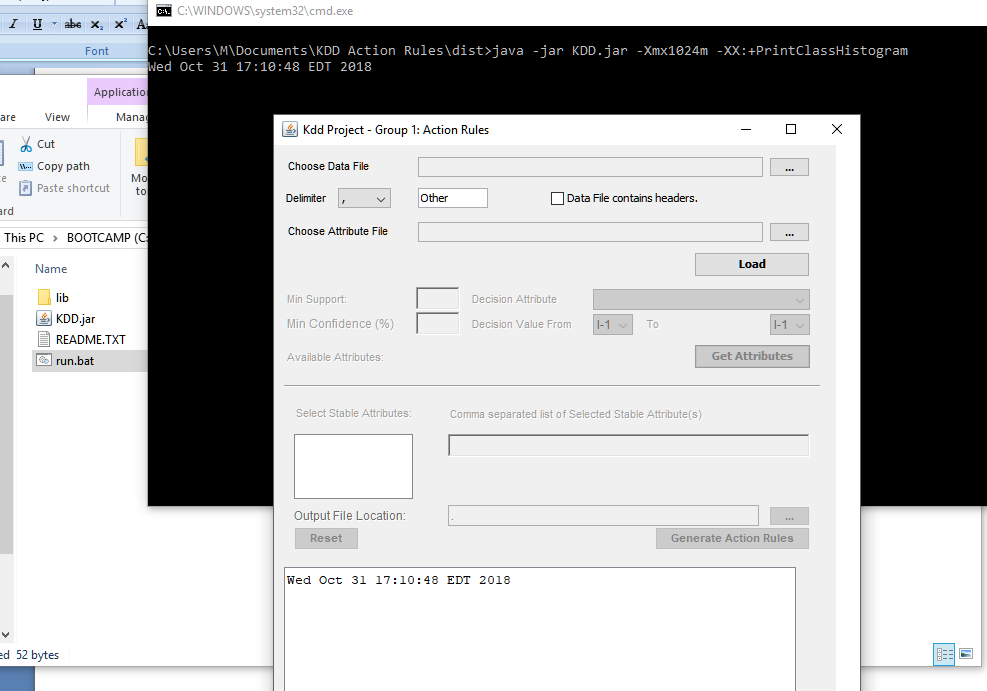 C:\WINDOWS\system32\cmd.exe
I U abc X₂ X² A
Font
C:\Users\M\Documents\KDD Action Rules\dist>java -jar KDD.jar -Xmx1024m -XX:+PrintClassHistogram
Wed Oct 31 17:10:48 EDT 2018
Application
are View Manag
Cut
Copy path
Paste shortcut
Mo
to
ard
This PC > BOOTCAMP (C:
Name
lib
KDD.jar
README.TXT
run.bat
ed 52 bytes
Kdd Project - Group 1: Action Rules
Choose Data File ...
Delimiter , Other Data File contains headers.
Choose Attribute File ...
Load
Min Support: Decision Attribute
Min Confidence (%) Decision Value From I-1 To I-1
Available Attributes: Get Attributes
Select Stable Attributes: Comma separated list of Selected Stable Attribute(s)
Output File Location: . ...
Reset Generate Action Rules
Wed Oct 31 17:10:48 EDT 2018